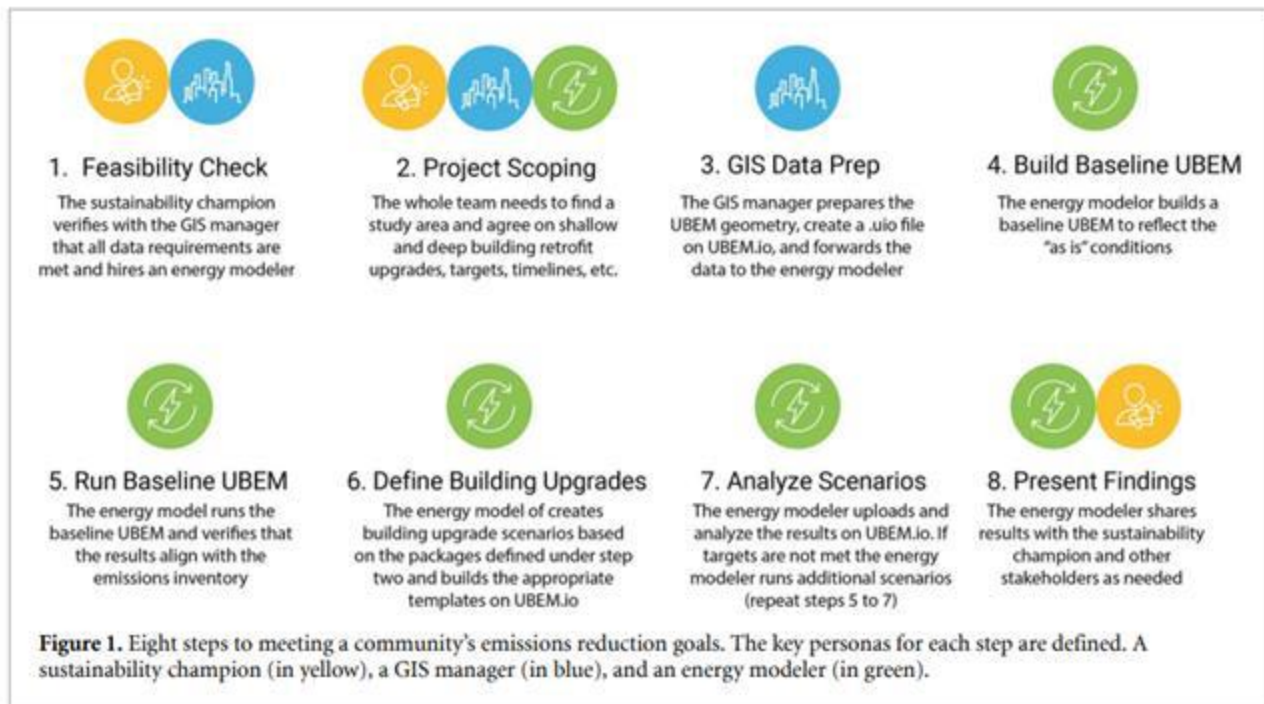 1. Feasibility Check
The sustainability champion
verifies with the GIS manager
that all data requirements are
met and hires an energy modeler
2. Project Scoping
The whole team needs to find a
study area and agree on shallow
and deep building retrofit
upgrades, targets, timelines, etc.
3. GIS Data Prep
The GIS manager prepares the
UBEM geometry, create a .uio file
on UBEM.io, and forwards the
data to the energy modeler
4. Build Baseline UBEM
The energy modelor builds a
baseline UBEM to reflect the
"as is" conditions
5. Run Baseline UBEM
The energy model runs the
baseline UBEM and verifies that
the results align with the
emissions inventory
6. Define Building Upgrades
The energy model of creates
building upgrade scenarios based
on the packages defined under step
two and builds the appropriate
templates on UBEM.io
7. Analyze Scenarios
The energy modeler uploads and
analyze the results on UBEM.io. If
targets are not met the energy
modeler runs additional scenarios
(repeat steps 5 to 7)
8. Present Findings
The energy modeler shares
results with the sustainability
champion and other
stakeholders as needed
Figure 1. Eight steps to meeting a community's emissions reduction goals. The key personas for each step are defined. A
sustainability champion (in yellow), a GIS manager (in blue), and an energy modeler (in green).